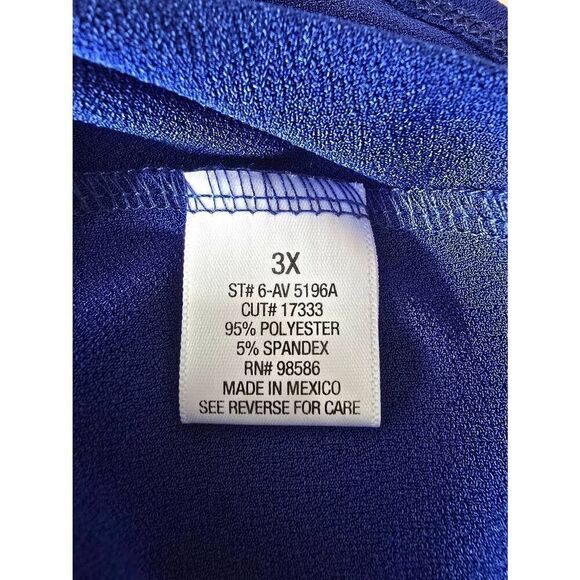 3X
ST# 6-AV 5196A
CUT# 17333
95% POLYESTER
5% SPANDEX
RN# 98586
MADE IN MEXICO
SEE REVERSE FOR CARE